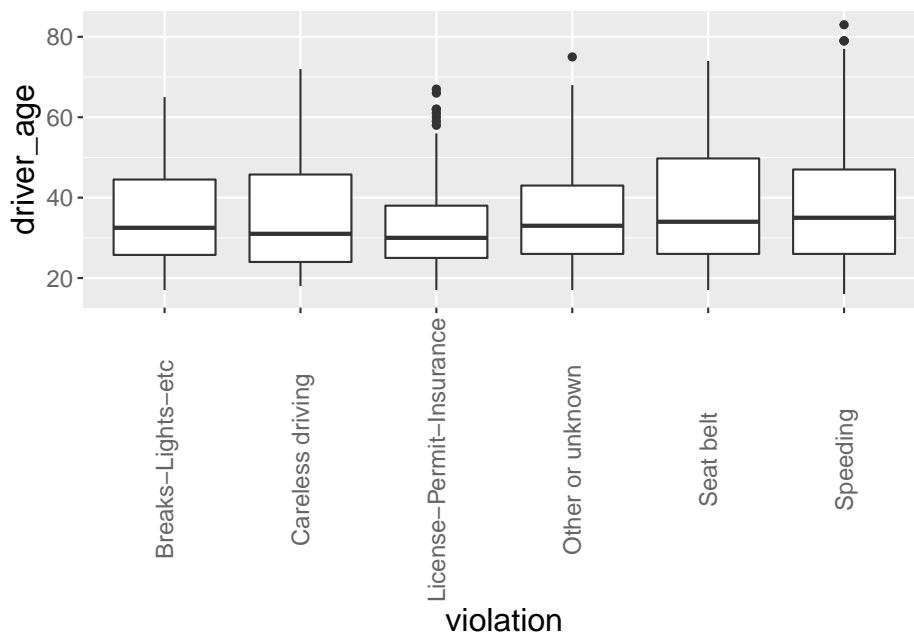 driver_age
80
60
40
20
Breaks−Lights−etc
Careless driving
License−Permit−Insurance
Other or unknown
Seat belt
Speeding
violation